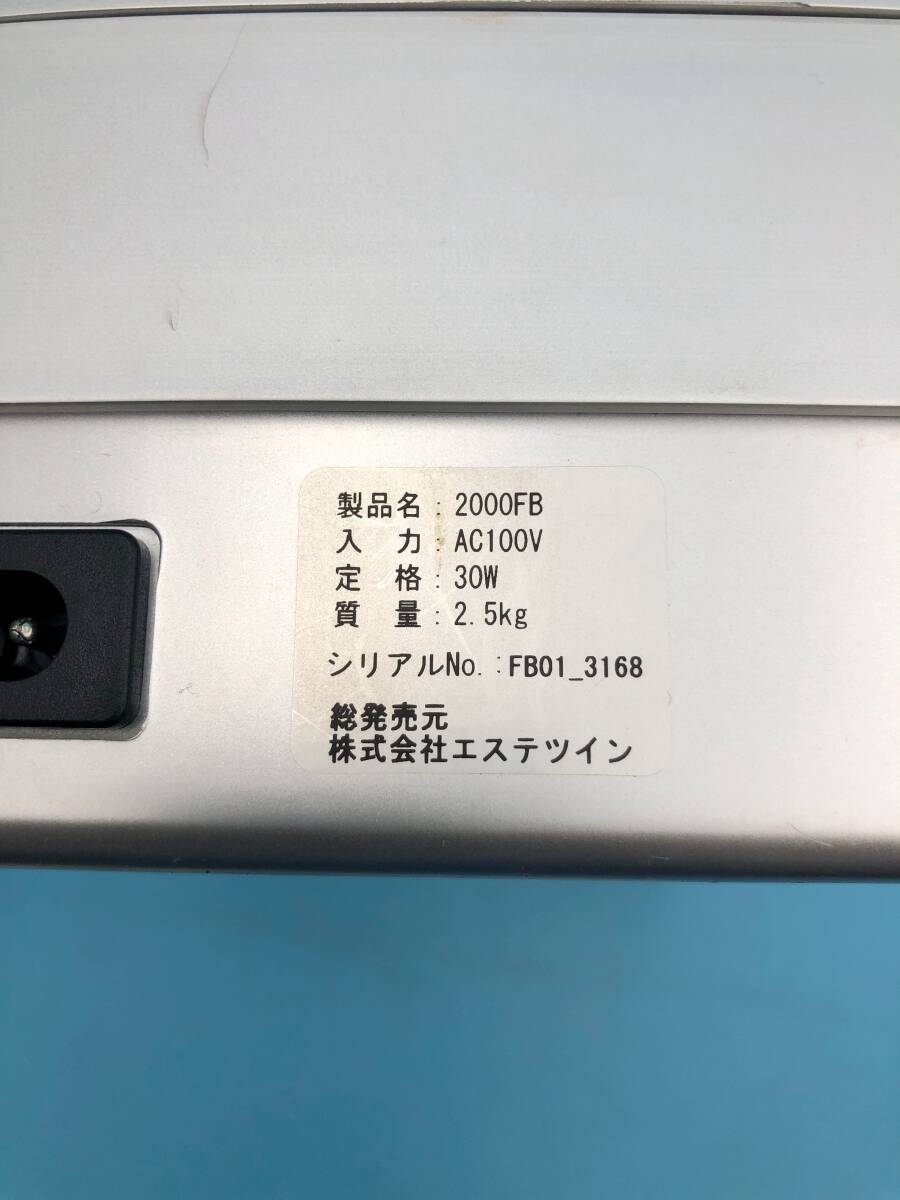 製品名：2000FB
入　力：AC100V
定　格：30W
質　量：2.5kg
シリアルNo.：FB01_3168
総発売元
株式会社エステツイン